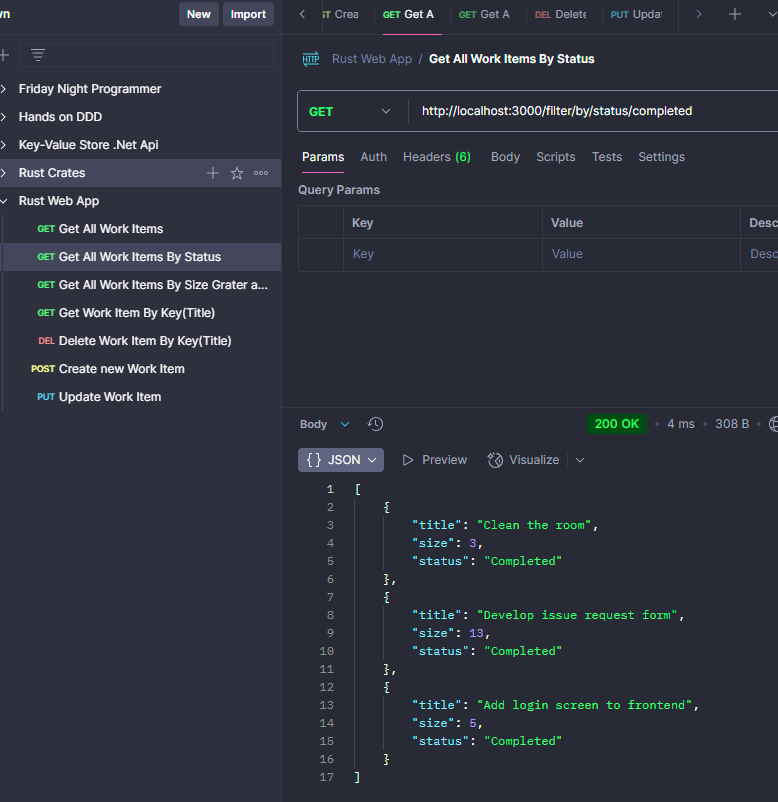 wn
New Import
Friday Night Programmer
Hands on DDD
Key-Value Store .Net Api
Rust Crates
Rust Web App
GET Get All Work Items
GET Get All Work Items By Status
GET Get All Work Items By Size Grater a...
GET Get Work Item By Key(Title)
DEL Delete Work Item By Key(Title)
POST Create new Work Item
PUT Update Work Item
ST Crea GET Get A GET Get A DEL Delete PUT Updat
HTTP Rust Web App / Get All Work Items By Status
GET http://localhost:3000/filter/by/status/completed
Params Auth Headers (6) Body Scripts Tests Settings
Query Params
Key Value Desc
Key Value Desc
Body 200 OK • 4 ms • 308 B •
{} JSON Preview Visualize
1 [
2 {
3 "title": "Clean the room",
4 "size": 3,
5 "status": "Completed"
6 },
7 {
8 "title": "Develop issue request form",
9 "size": 13,
10 "status": "Completed"
11 },
12 {
13 "title": "Add login screen to frontend",
14 "size": 5,
15 "status": "Completed"
16 }
17 ]